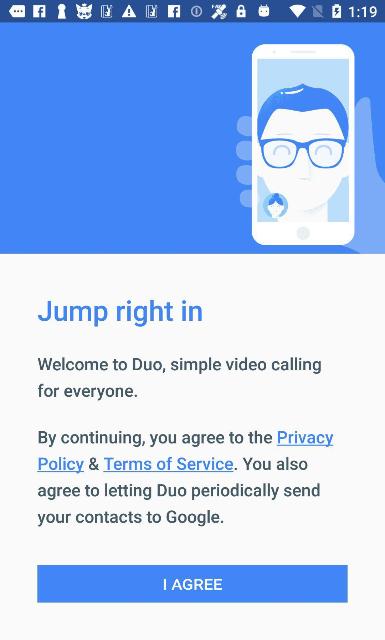 1:19
Jump right in
Welcome to Duo, simple video calling
for everyone.
By continuing, you agree to the Privacy
Policy & Terms of Service. You also
agree to letting Duo periodically send
your contacts to Google.
I AGREE